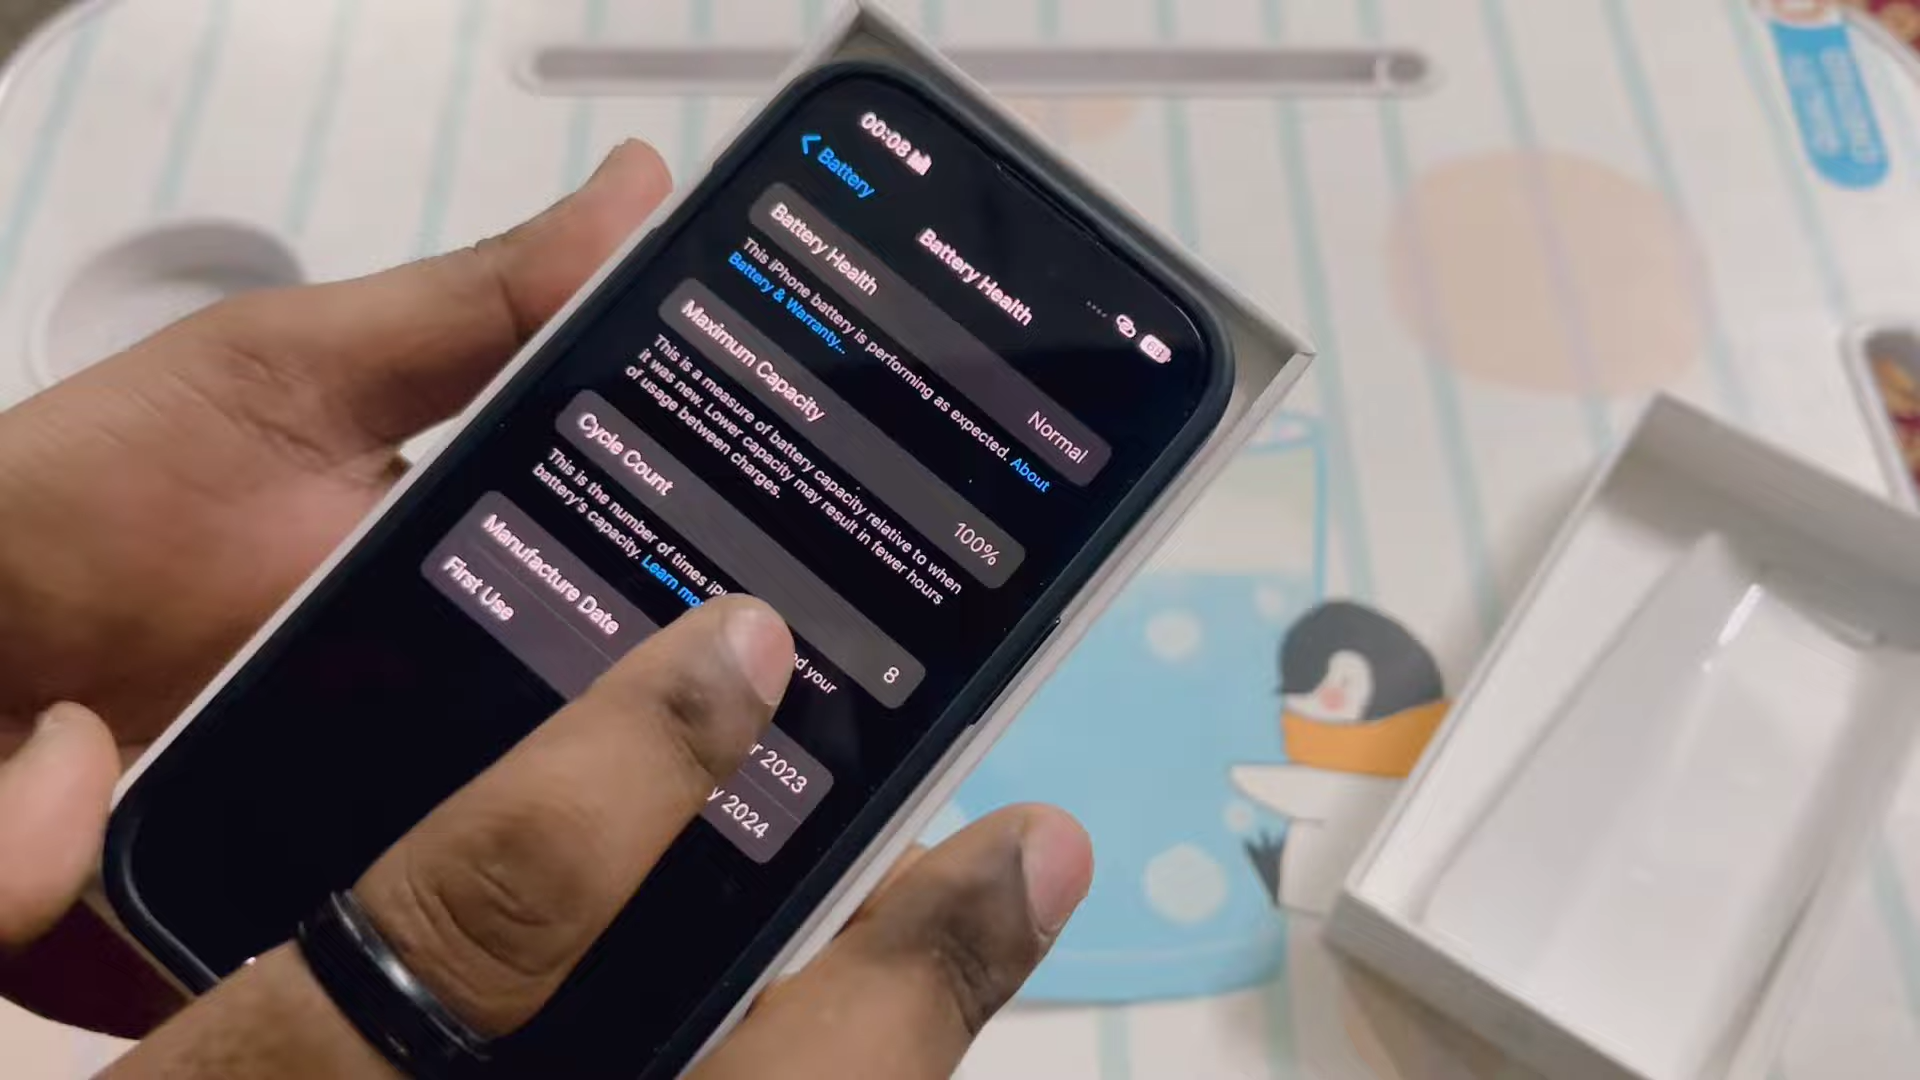 00:08
Battery
Battery Health
68
Battery Health Normal
This iPhone battery is performing as expected. About
Battery & Warranty...
Maximum Capacity 100%
This is a measure of battery capacity relative to when
it was new. Lower capacity may result in fewer hours
of usage between charges.
Cycle Count 8
This is the number of times your
battery's capacity. Learn
Manufacture Date 2023
First Use 2024